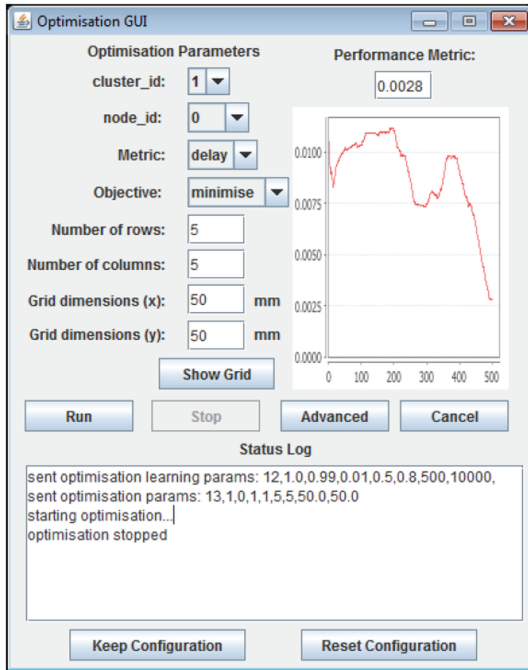 Optimisation GUI
Optimisation Parameters
Performance Metric:
cluster_id: 1
0.0028
node_id: 0
Metric: delay
Objective: minimise
Number of rows: 5
Number of columns: 5
Grid dimensions (x): 50 mm
Grid dimensions (y): 50 mm
Show Grid
0.0100
0.0075
0.0050
0.0025
0.0000
0 100 200 300 400 500
Run Stop Advanced Cancel
Status Log
sent optimisation learning params: 12,1.0,0.99,0.01,0.5,0.8,500,10000,
sent optimisation params: 13,1,0,1,1,5,5,50.0,50.0
starting optimisation...
optimisation stopped
Keep Configuration Reset Configuration